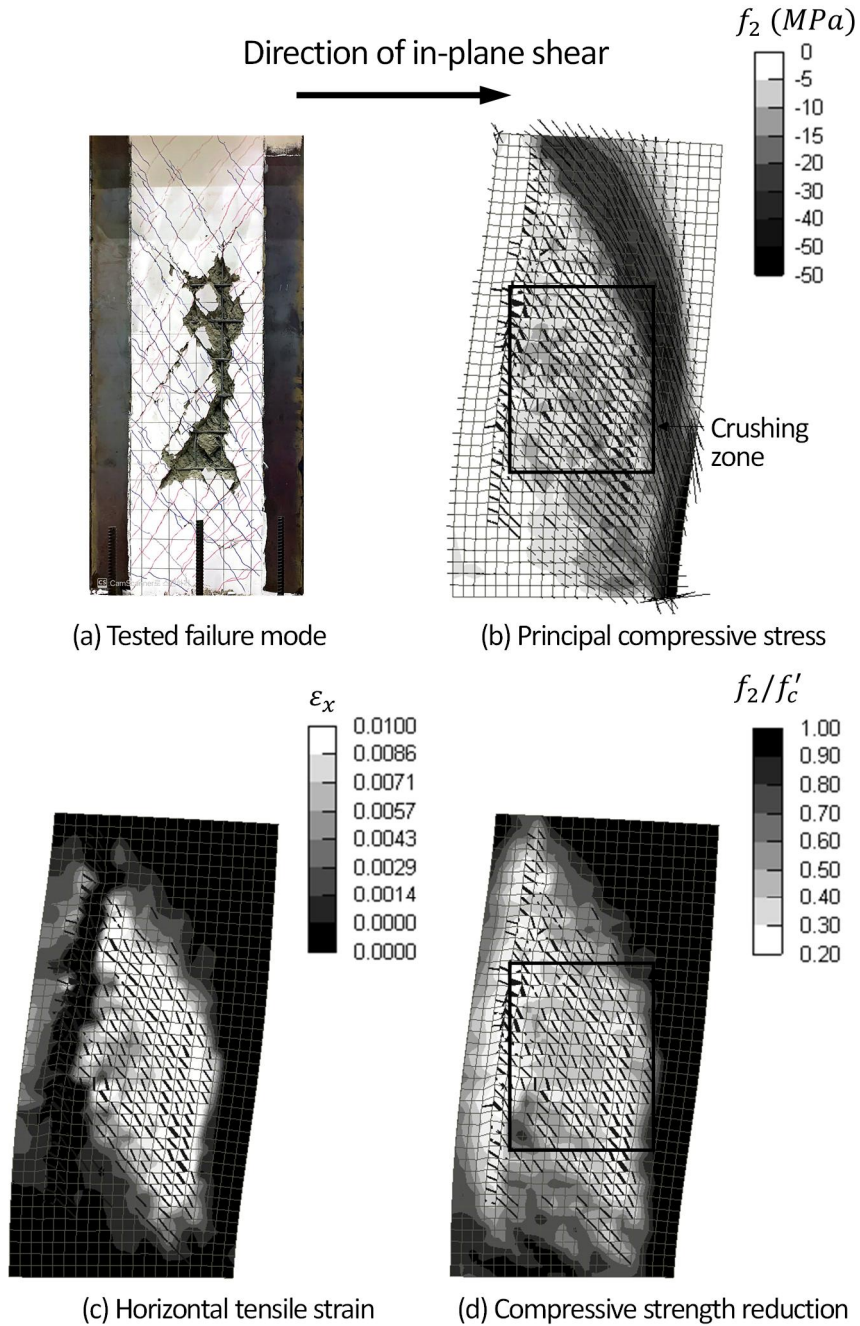 f₂ (MPa)
Direction of in-plane shear
0
-5
-10
-15
-20
-30
-40
-50
-50
Crushing
zone
CS CamScanner
(a) Tested failure mode
(b) Principal compressive stress
εₓ
0.0100
0.0086
0.0071
0.0057
0.0043
0.0029
0.0014
0.0000
0.0000
f₂/f′c
1.00
0.90
0.80
0.70
0.60
0.50
0.40
0.30
0.20
(c) Horizontal tensile strain
(d) Compressive strength reduction